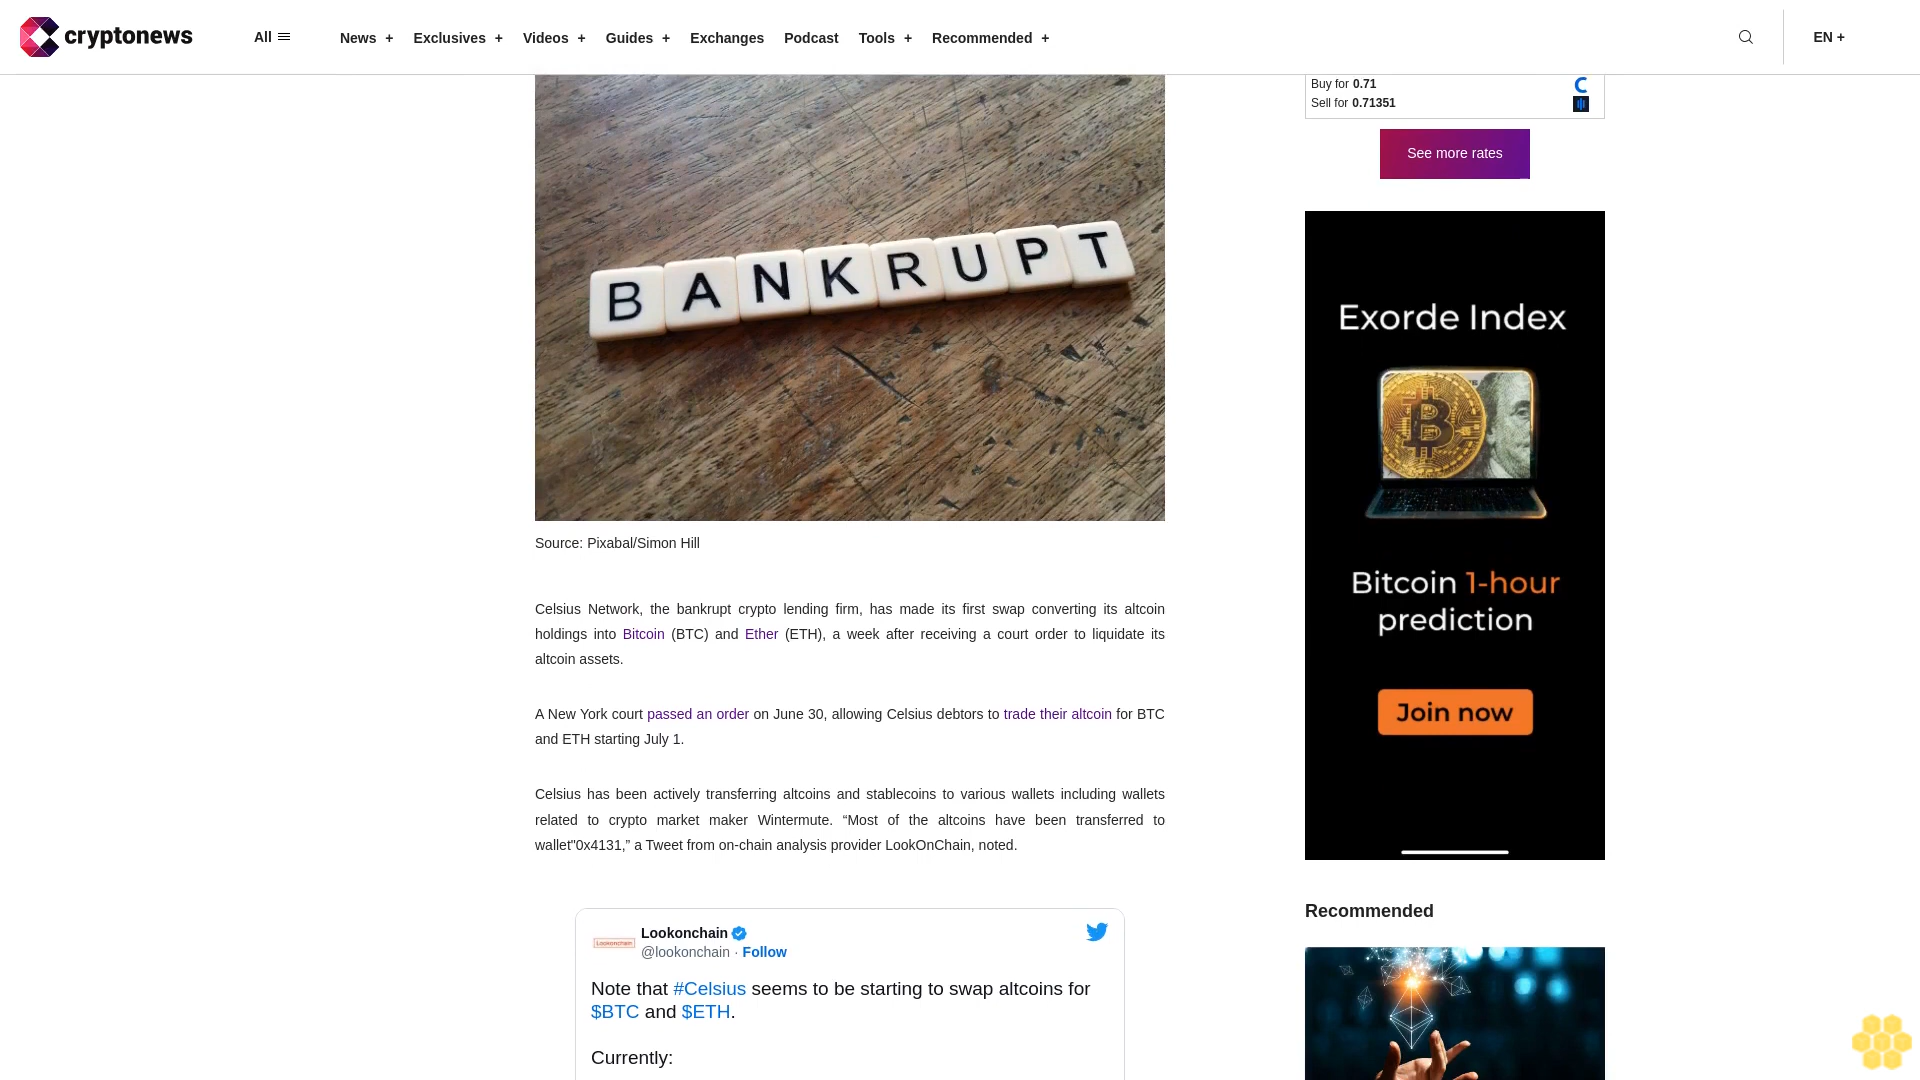 cryptonews
All
News +
Exclusives +
Videos +
Guides +
Exchanges
Podcast
Tools +
Recommended +
EN +
BANKRUPT
Source: Pixabal/Simon Hill
Celsius Network, the bankrupt crypto lending firm, has made its first swap converting its altcoin
holdings into Bitcoin (BTC) and Ether (ETH), a week after receiving a court order to liquidate its
altcoin assets.
A New York court passed an order on June 30, allowing Celsius debtors to trade their altcoin for BTC
and ETH starting July 1.
Celsius has been actively transferring altcoins and stablecoins to various wallets including wallets
related to crypto market maker Wintermute. “Most of the altcoins have been transferred to
wallet"0x4131,” a Tweet from on-chain analysis provider LookOnChain, noted.
Lookonchain
Lookonchain
@lookonchain · Follow
Note that #Celsius seems to be starting to swap altcoins for
$BTC and $ETH.
Currently:
Buy for 0.71
Sell for 0.71351
See more rates
Exorde Index
Bitcoin 1-hour
prediction
Join now
Recommended